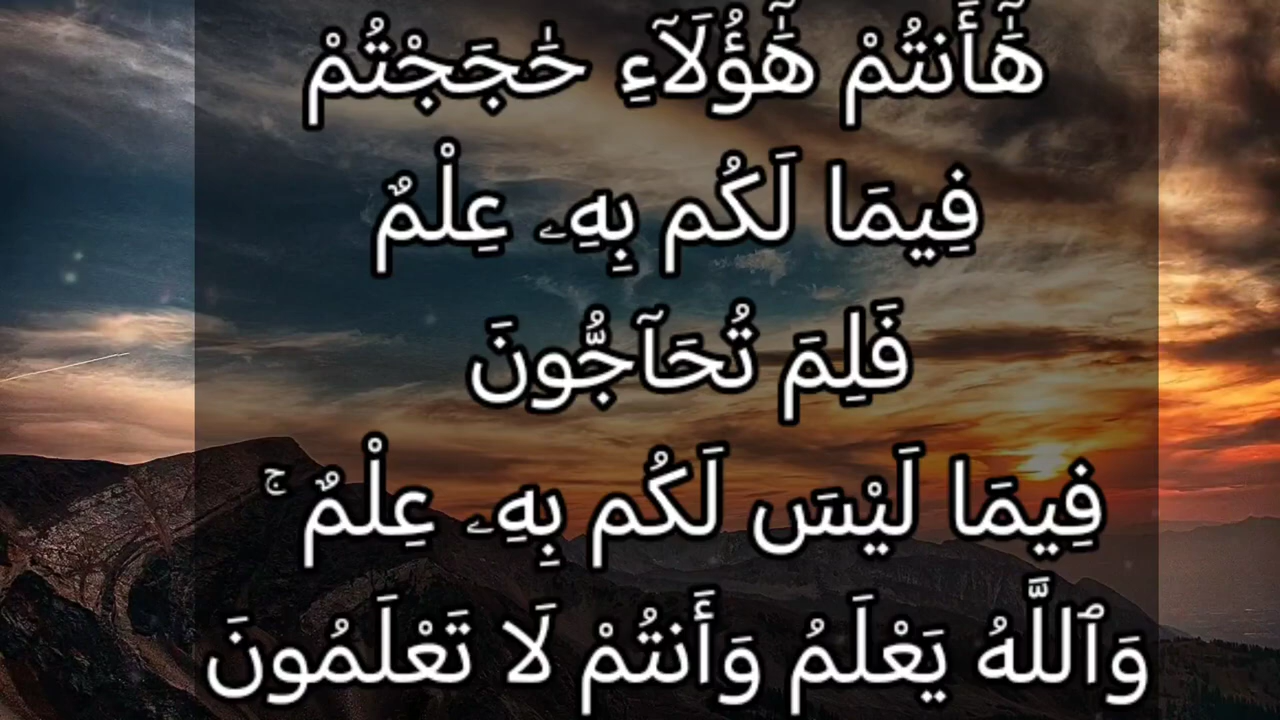 هَٰٓأَنتُمْ هَٰٓؤُلَآءِ حَٰجَجْتُمْ
فِيمَا لَكُم بِهِۦ عِلْمٌ
فَلِمَ تُحَآجُّونَ
فِيمَا لَيْسَ لَكُم بِهِۦ عِلْمٌ ۚ
وَٱللَّهُ يَعْلَمُ وَأَنتُمْ لَا تَعْلَمُونَ